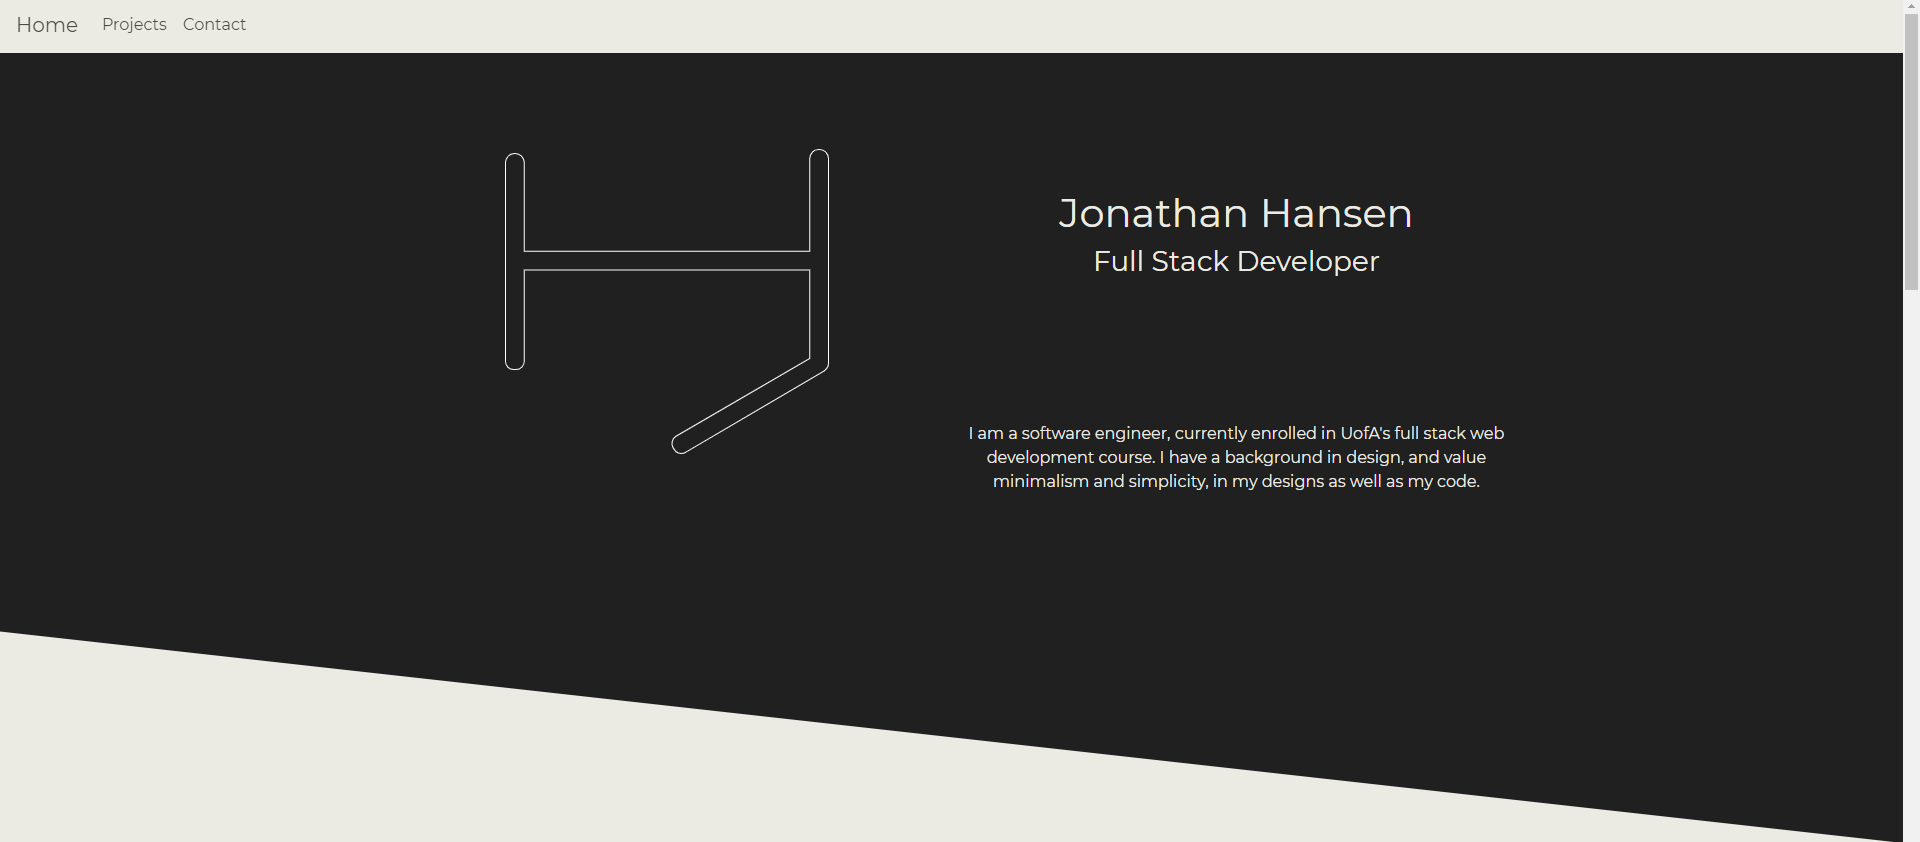 Home Projects Contact
Jonathan Hansen
Full Stack Developer
I am a software engineer, currently enrolled in UofA's full stack web
development course. I have a background in design, and value
minimalism and simplicity, in my designs as well as my code.